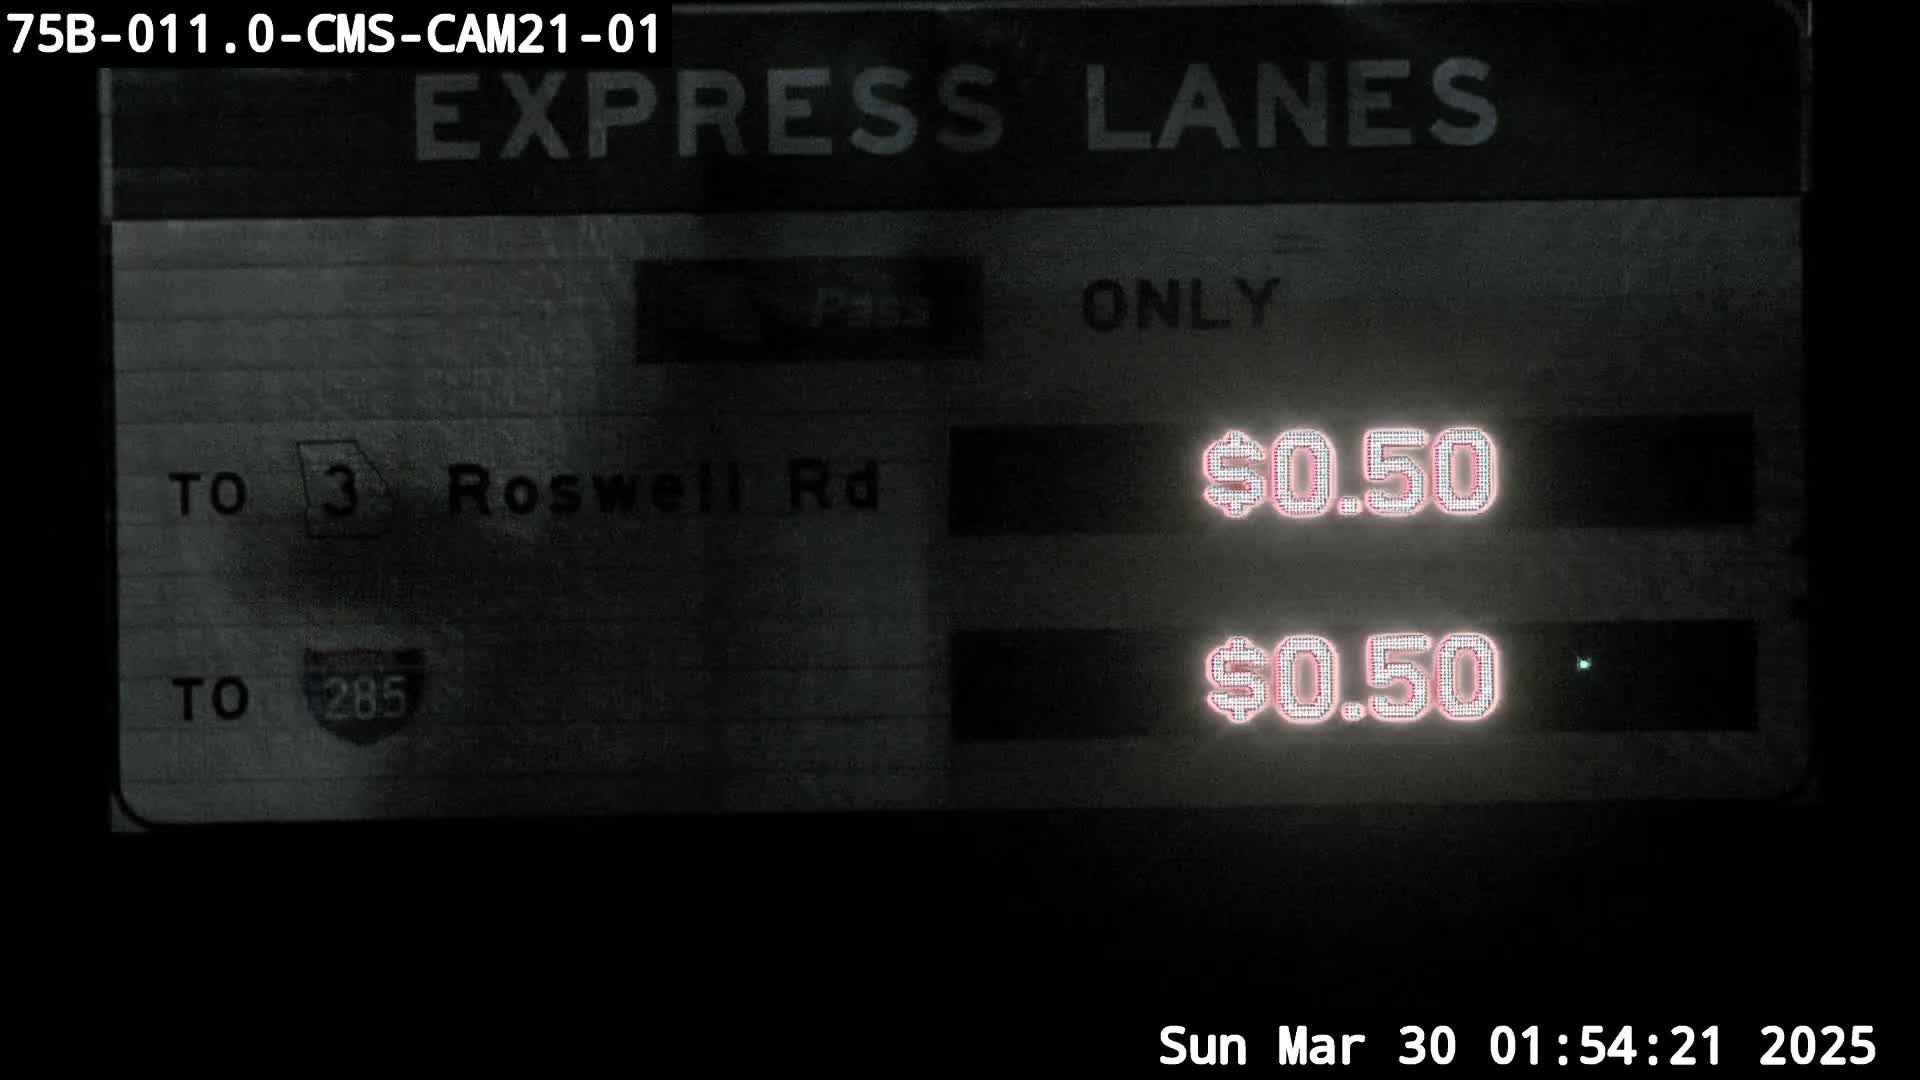 75B-011.0-CMS-CAM21-01
EXPRESS LANES
Pass ONLY
TO 3 Roswell Rd $0.50
TO 285 $0.50
Sun Mar 30 01:54:21 2025